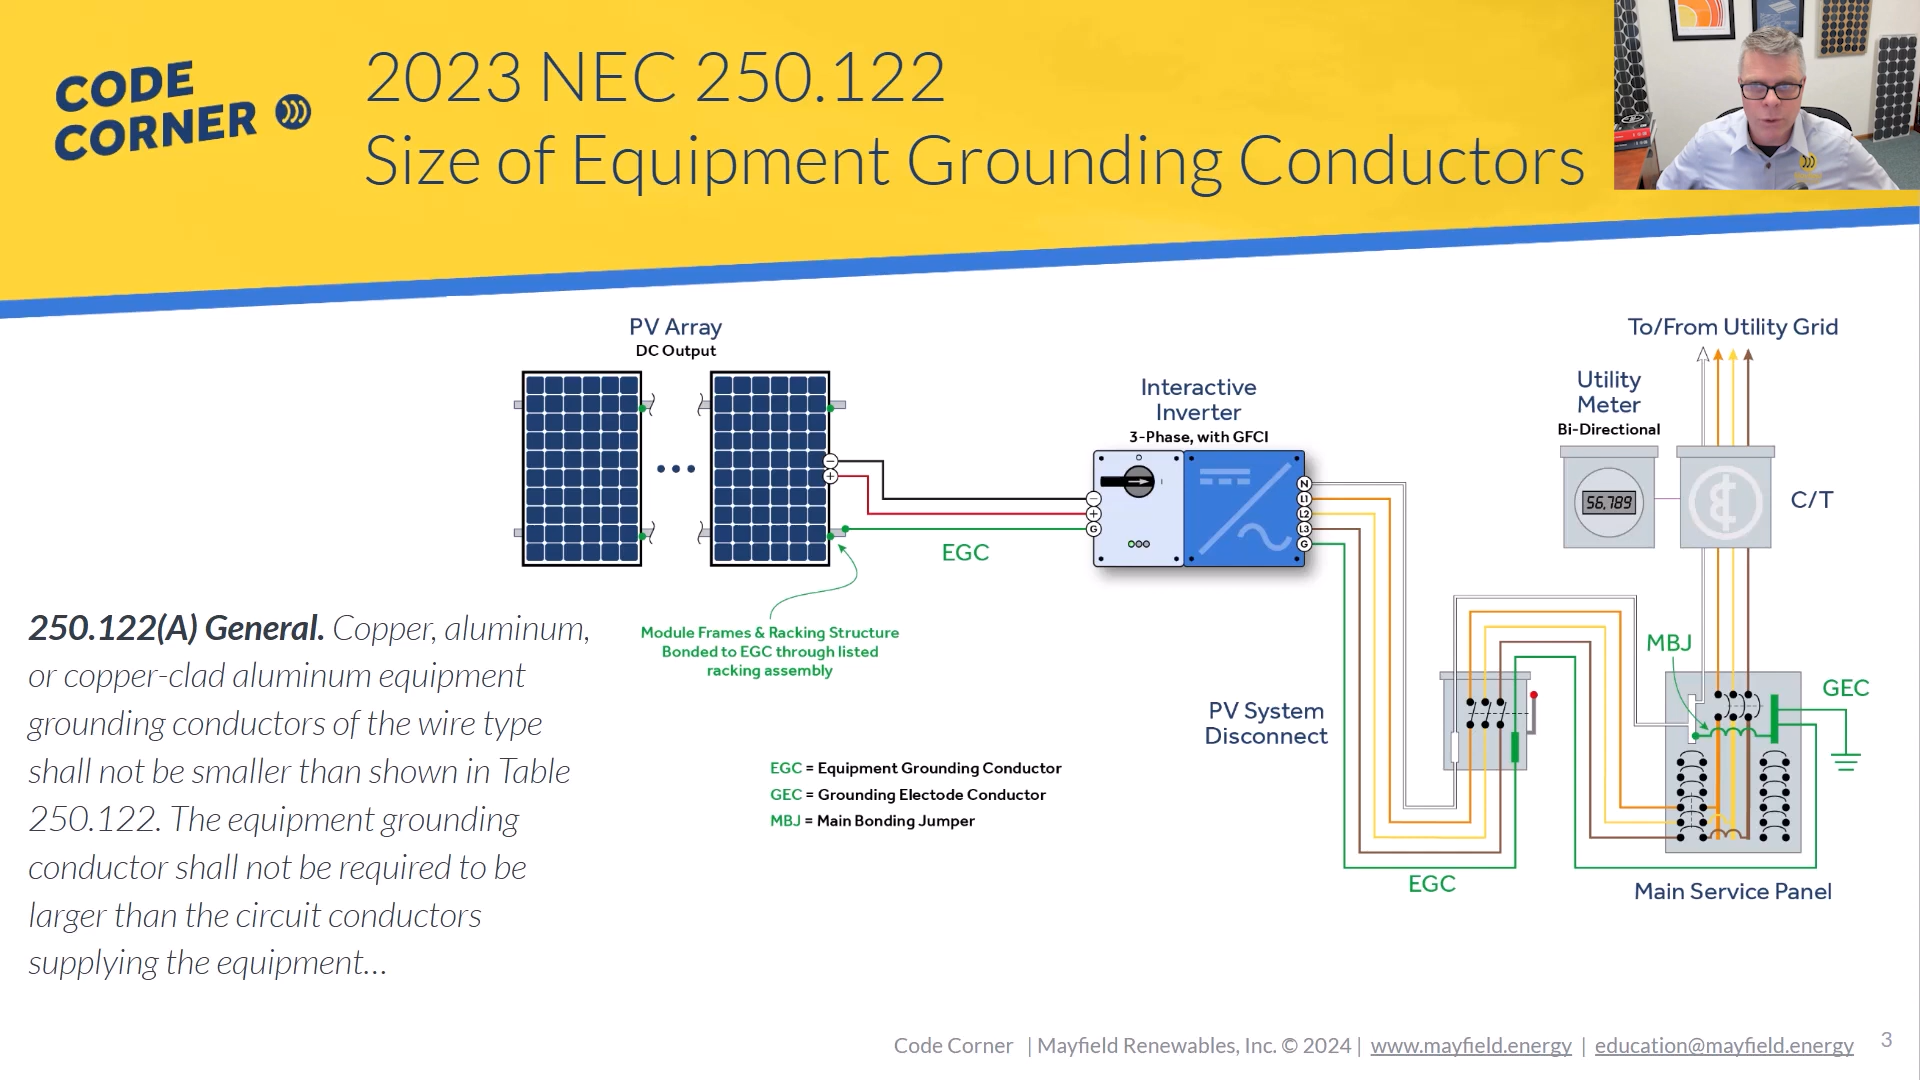 CODE
CORNER
2023 NEC 250.122
Size of Equipment Grounding Conductors
PV Array
DC Output
To/From Utility Grid
Interactive
Inverter
3-Phase, with GFCI
Utility
Meter
Bi-Directional
56,789
C/T
−
+
G
N
L1
L2
L3
G
−
+
G
EGC
Module Frames & Racking Structure
Bonded to EGC through listed
racking assembly
250.122(A) General. Copper, aluminum,
or copper-clad aluminum equipment
grounding conductors of the wire type
shall not be smaller than shown in Table
250.122. The equipment grounding
conductor shall not be required to be
larger than the circuit conductors
supplying the equipment...
MBJ
GEC
PV System
Disconnect
EGC = Equipment Grounding Conductor
GEC = Grounding Electode Conductor
MBJ = Main Bonding Jumper
EGC
Main Service Panel
Code Corner | Mayfield Renewables, Inc. © 2024 | www.mayfield.energy | education@mayfield.energy
3